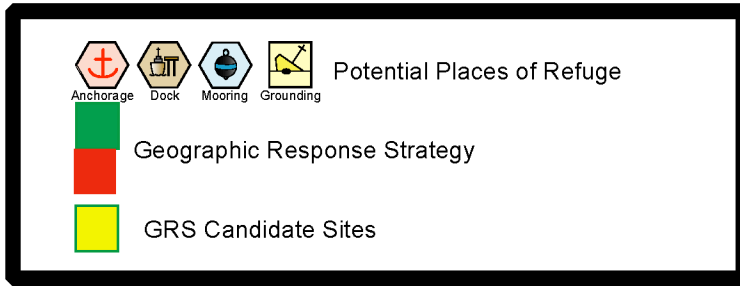 Potential Places of Refuge
Anchorage Dock Mooring Grounding
Geographic Response Strategy
GRS Candidate Sites